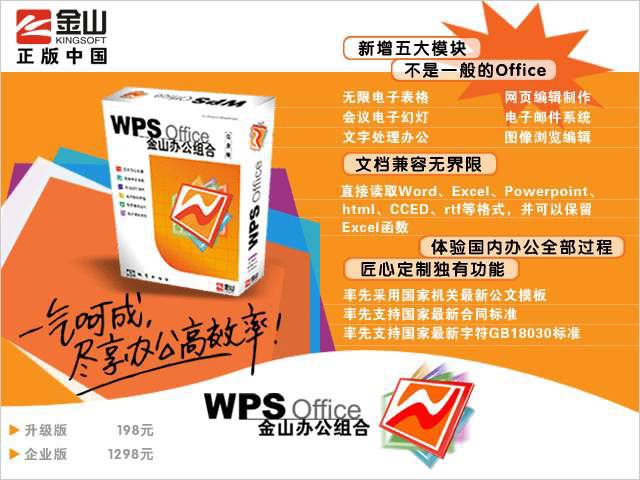 金山
KINGSOFT
正版中国
新增五大模块
不是一般的Office
无限电子表格 网页编辑制作
会议电子幻灯 电子邮件系统
文字处理办公 图像浏览编辑
文档兼容无界限
直接读取Word、Excel、Powerpoint、
html、CCED、rtf等格式，并可以保留
Excel函数
体验国内办公全部过程
匠心定制独有功能
率先采用国家机关最新公文模板
率先支持国家最新合同标准
率先支持国家最新字符GB18030标准
WPS Office
WPS Office
金山办公组合
WPS Office
金山
一气呵成，
尽享办公高效率！
WPS Office
金山办公组合
升级版 198元
企业版 1298元